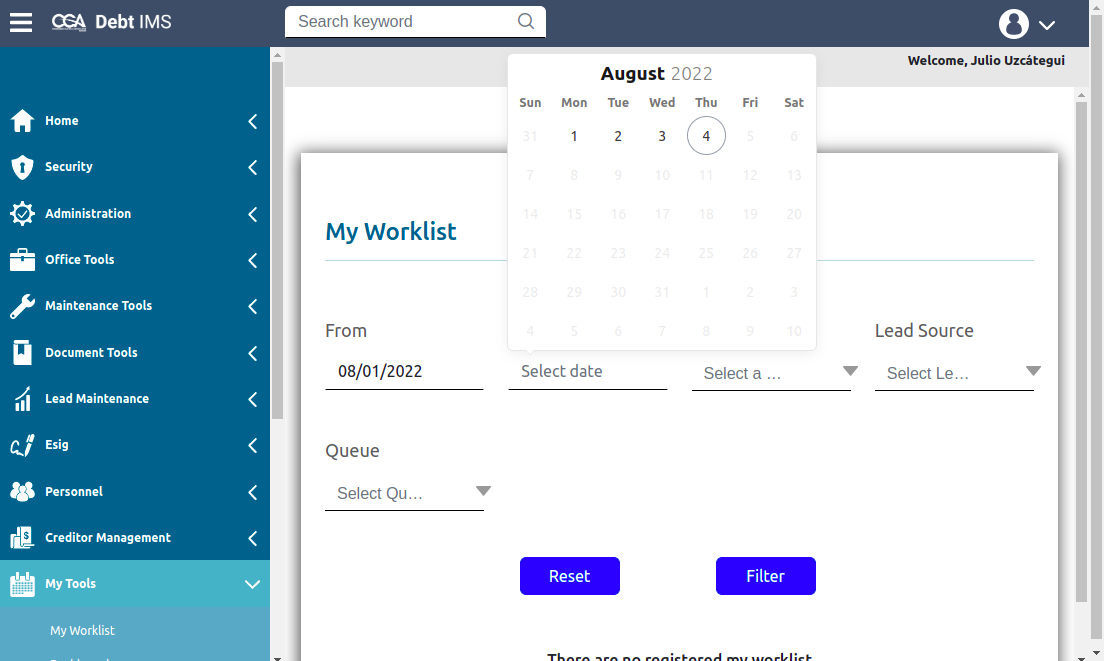 CGA Debt IMS
Search keyword
Welcome, Julio Uzcátegui
Home
Security
Administration
Office Tools
Maintenance Tools
Document Tools
Lead Maintenance
Esig
Personnel
Creditor Management
My Tools
My Worklist
August 2022
Sun Mon Tue Wed Thu Fri Sat
31 1 2 3 4 5 6
7 8 9 10 11 12 13
14 15 16 17 18 19 20
21 22 23 24 25 26 27
28 29 30 31 1 2 3
4 5 6 7 8 9 10
My Worklist
From
08/01/2022
Select date
Select a ...
Lead Source
Select Le...
Queue
Select Qu...
Reset
Filter
There are no registered my worklist